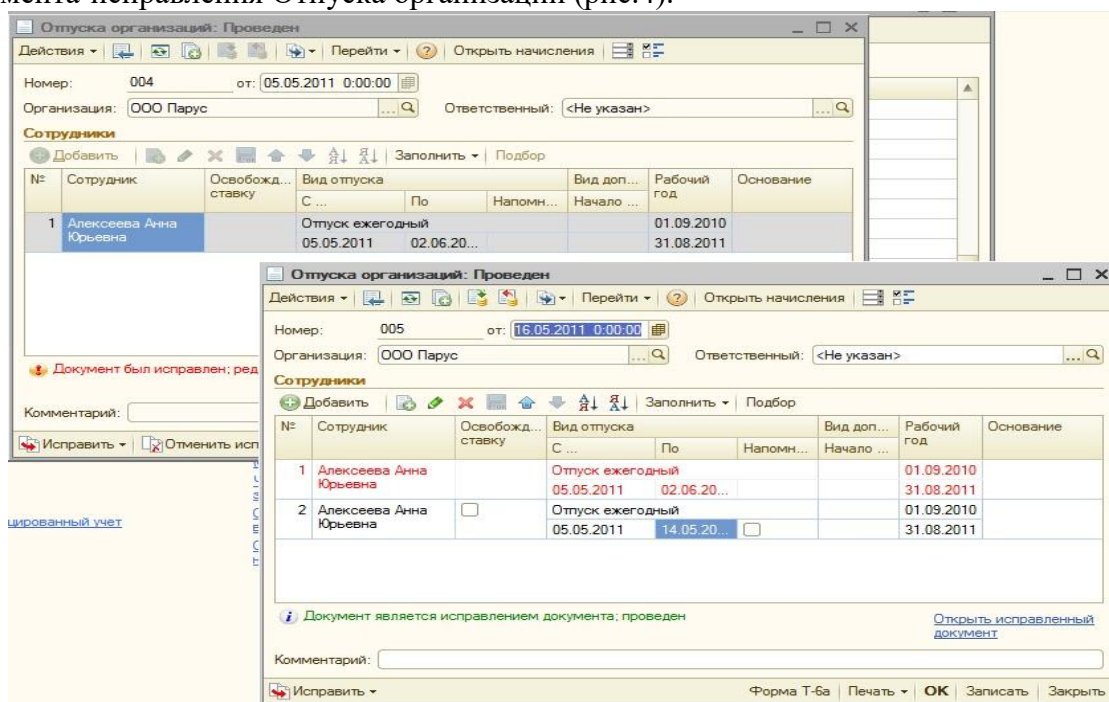 мента исправления Отпуска организаций (рис.4).
Отпуска организаций: Проведен
Действия Перейти Открыть начисления
Номер: 004 от: 05.05.2011 0:00:00
Организация: ООО Парус ... Ответственный: <Не указан> ...
Сотрудники
Добавить Заполнить Подбор
№ Сотрудник Освобожд... ставку Вид отпуска Вид доп... Рабочий год Основание
С ... По Напомн... Начало ...
1 Алексеева Анна Юрьевна Отпуск ежегодный 01.09.2010
05.05.2011 02.06.20... 31.08.2011
Документ был исправлен; ред
Комментарий:
Исправить Отменить исп
цированный учет
Отпуска организаций: Проведен
Действия Перейти Открыть начисления
Номер: 005 от: 16.05.2011 0:00:00
Организация: ООО Парус ... Ответственный: <Не указан> ...
Сотрудники
Добавить Заполнить Подбор
№ Сотрудник Освобожд... ставку Вид отпуска Вид доп... Рабочий год Основание
С ... По Напомн... Начало ...
1 Алексеева Анна Юрьевна Отпуск ежегодный 01.09.2010
05.05.2011 02.06.20... 31.08.2011
2 Алексеева Анна Юрьевна Отпуск ежегодный 01.09.2010
05.05.2011 14.05.20... 31.08.2011
Документ является исправлением документа; проведен
Открыть исправленный
документ
Комментарий:
Исправить Форма Т-6а Печать ОК Записать Закрыть